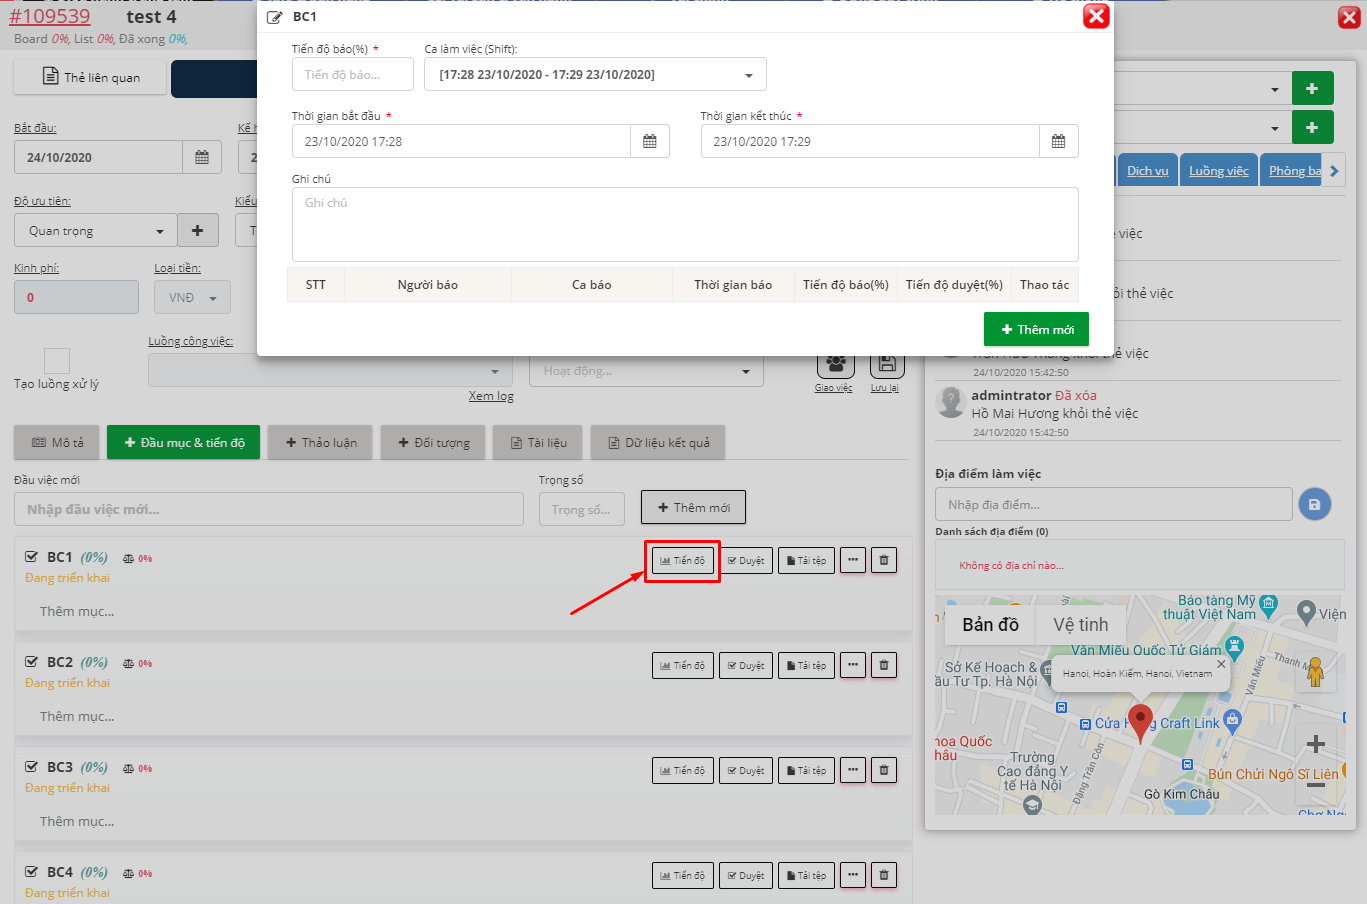 #109539 test 4
Board 0%, List 0%, Đã xong 0%,
Thẻ liên quan
Bắt đầu:
24/10/2020
Độ ưu tiên:
Quan trọng
Kinh phí:
0
Loại tiền:
VNĐ
Tạo luồng xử lý
Luồng công việc:
Xem log
Hoạt động...
Giao việc
Lưu lại
BC1
Tiến độ báo(%) *
Tiến độ báo...
Ca làm việc (Shift):
[17:28 23/10/2020 - 17:29 23/10/2020]
Thời gian bắt đầu *
23/10/2020 17:28
Thời gian kết thúc *
23/10/2020 17:29
Ghi chú
Ghi chú
STT Người báo Ca báo Thời gian báo Tiến độ báo(%) Tiến độ duyệt(%) Thao tác
Thêm mới
Mô tả
Đầu mục & tiến độ
Thảo luận
Đối tượng
Tài liệu
Dữ liệu kết quả
Đầu việc mới
Nhập đầu việc mới...
Trọng số
Trọng số...
Thêm mới
BC1 (0%) 0%
Tiến độ Duyệt Tải tệp
Đang triển khai
Thêm mục...
BC2 (0%) 0%
Tiến độ Duyệt Tải tệp
Đang triển khai
Thêm mục...
BC3 (0%) 0%
Tiến độ Duyệt Tải tệp
Đang triển khai
Thêm mục...
BC4 (0%) 0%
Tiến độ Duyệt Tải tệp
Đang triển khai
Dịch vụ Luồng việc Phòng ba
việc
thẻ việc
khỏi thẻ việc
24/10/2020 15:42:50
admintrator Đã xóa
Hồ Mai Hương khỏi thẻ việc
24/10/2020 15:42:50
Địa điểm làm việc
Nhập địa điểm...
Danh sách địa điểm (0)
Không có địa chỉ nào...
Bản đồ Vệ tinh
Bảo tàng Mỹ
thuật Việt Nam
Viện
Văn Miếu Quốc Tử Giám
Sở Kế Hoạch &
ầu Tư Tp. Hà Nội
Hanoi, Hoàn Kiếm, Hanoi, Vietnam
Văn Miếu
Thanh M
Cửa H g Craft Link
hoa Quốc
hâu
Trường
Cao đẳng Y
tế Hà Nội
Đặng Trần Côn
Bún Chửi Ngô Sĩ Liên
Gò Kim Châu